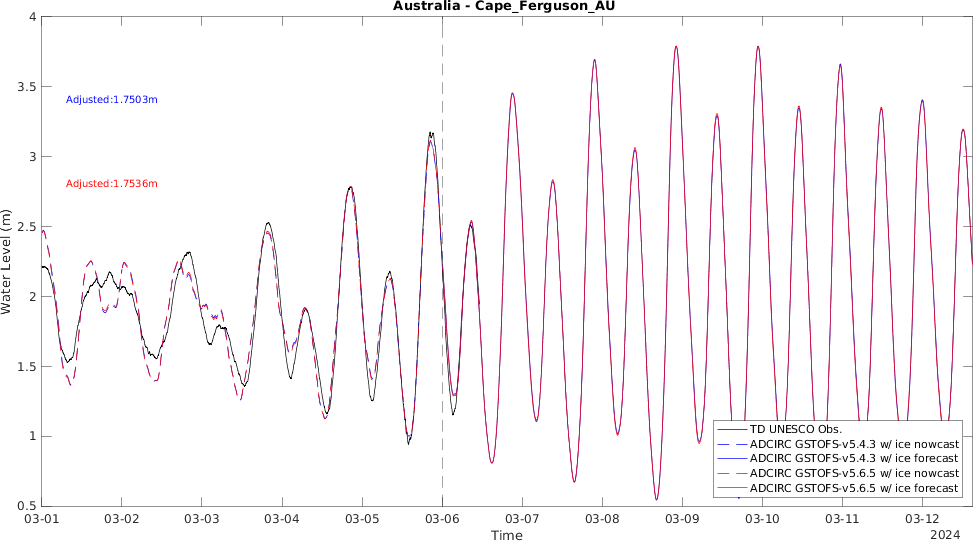 Australia - Cape_Ferguson_AU
4
3.5
3
2.5
2
1.5
1
0.5
Water Level (m)
Adjusted:1.7503m
Adjusted:1.7536m
TD UNESCO Obs.
ADCIRC GSTOFS-v5.4.3 w/ ice nowcast
ADCIRC GSTOFS-v5.4.3 w/ ice forecast
ADCIRC GSTOFS-v5.6.5 w/ ice nowcast
ADCIRC GSTOFS-v5.6.5 w/ ice forecast
03-01 03-02 03-03 03-04 03-05 03-06 03-07 03-08 03-09 03-10 03-11 03-12
Time
2024